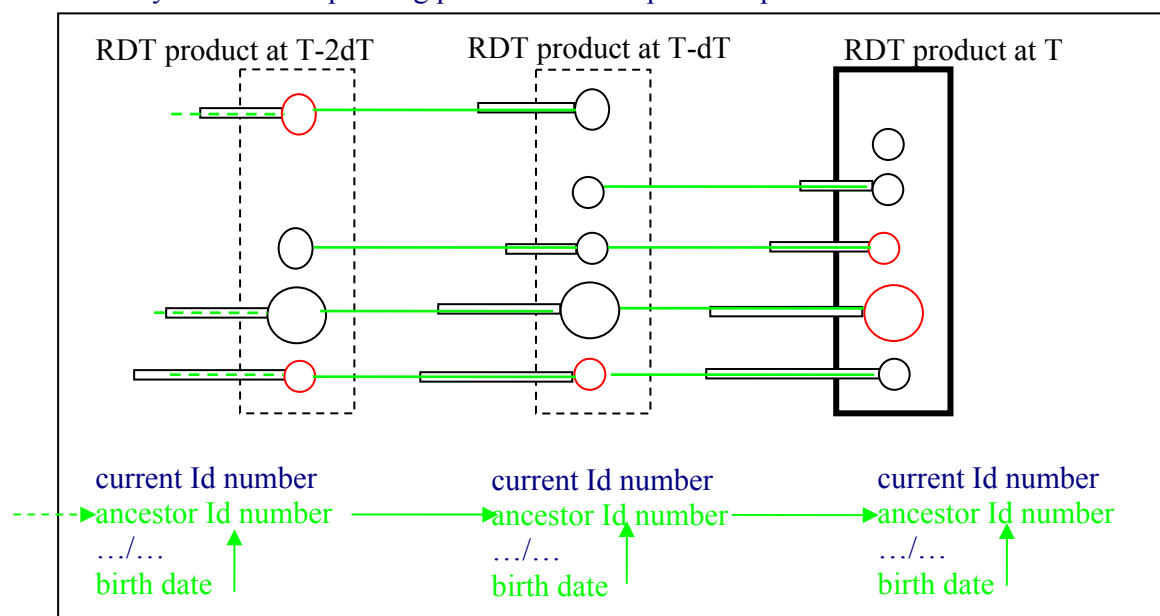 RDT product at T-2dT
RDT product at T-dT
RDT product at T
current Id number
ancestor Id number
…/…
birth date
current Id number
ancestor Id number
…/…
birth date
current Id number
ancestor Id number
…/…
birth date